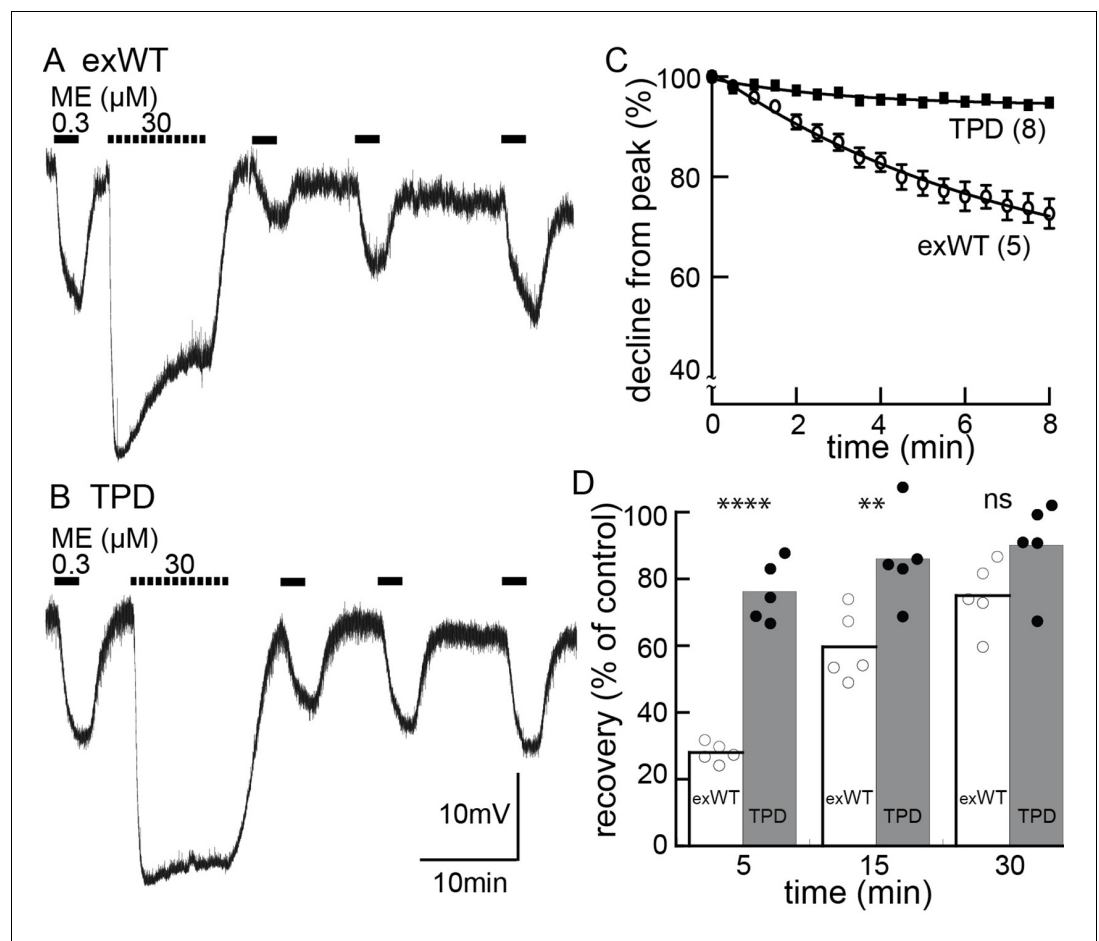 A exWT
ME (µM)
0.3 30
B TPD
ME (µM)
0.3 30
10mV
10min
C
decline from peak (%)
100
80
60
40
~
TPD (8)
exWT (5)
0 2 4 6 8
time (min)
D
recovery (% of control)
100
80
60
40
20
0
**** ** ns
exWT TPD exWT TPD exWT TPD
5 15 30
time (min)